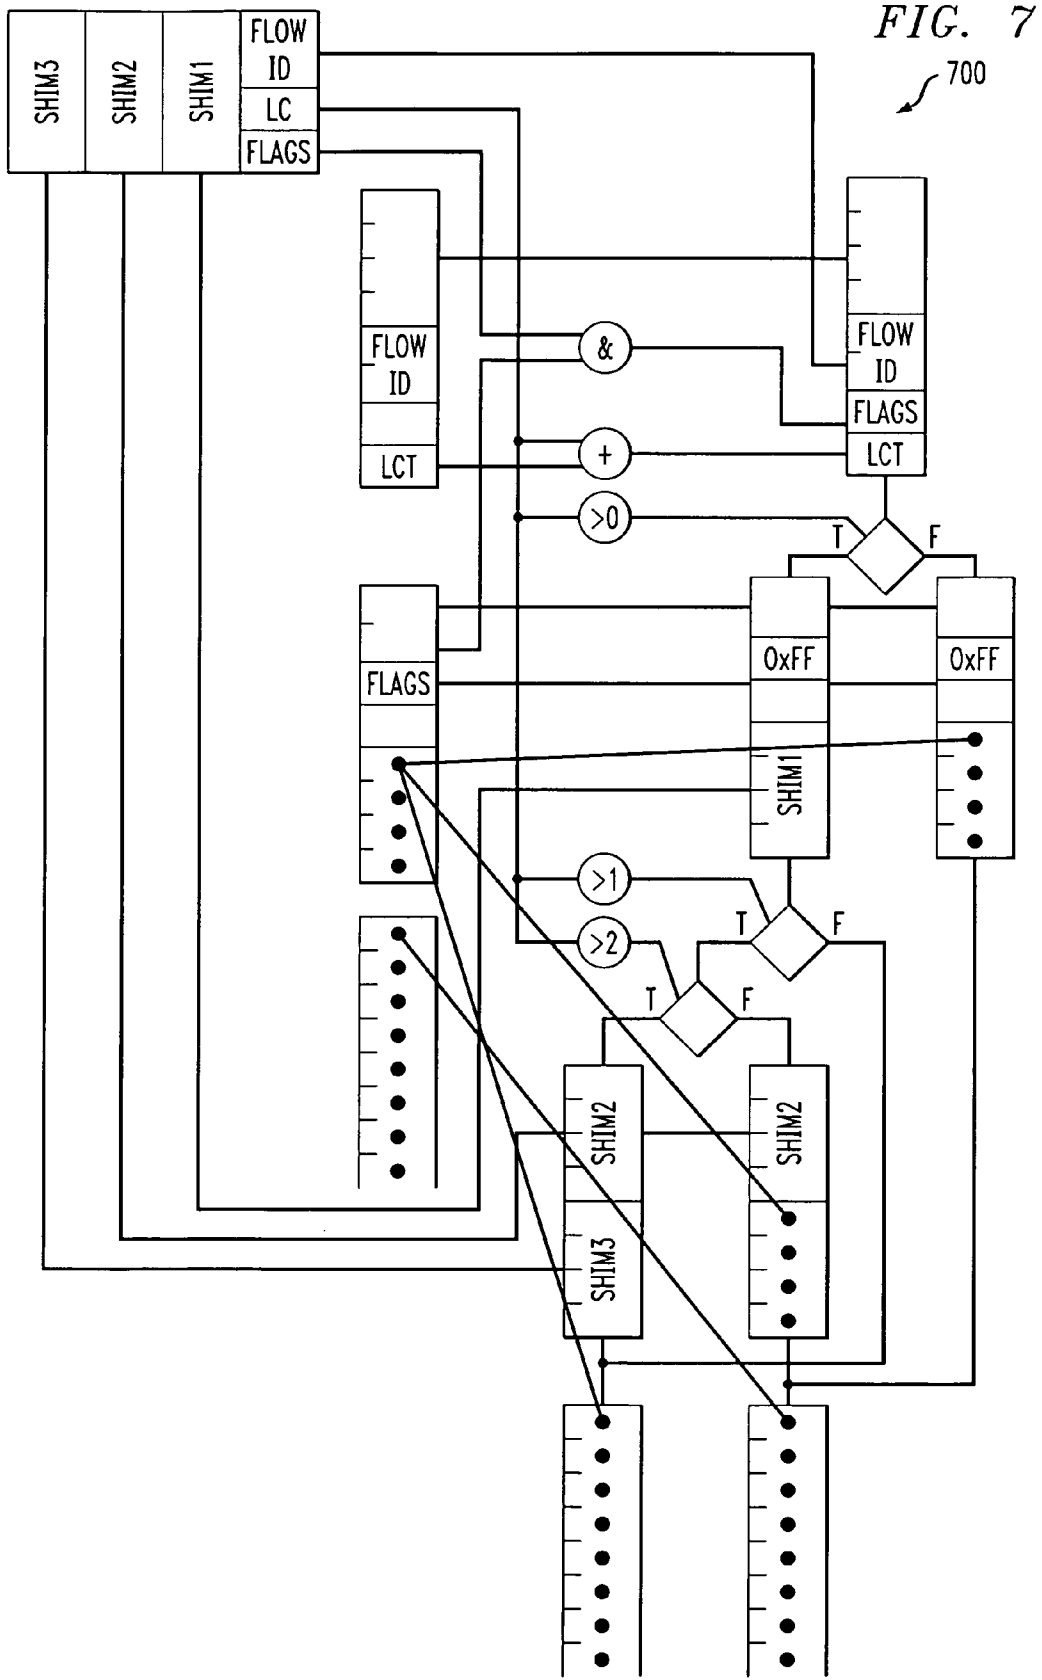 FIG. 7
700
SHIM3
SHIM2
SHIM1
FLOW
ID
LC
FLAGS
FLOW
ID
LCT
&
+
>0
FLOW
ID
FLAGS
LCT
T
F
FLAGS
0xFF
0xFF
SHIM1
>1
>2
T
F
T
F
SHIM2
SHIM2
SHIM3